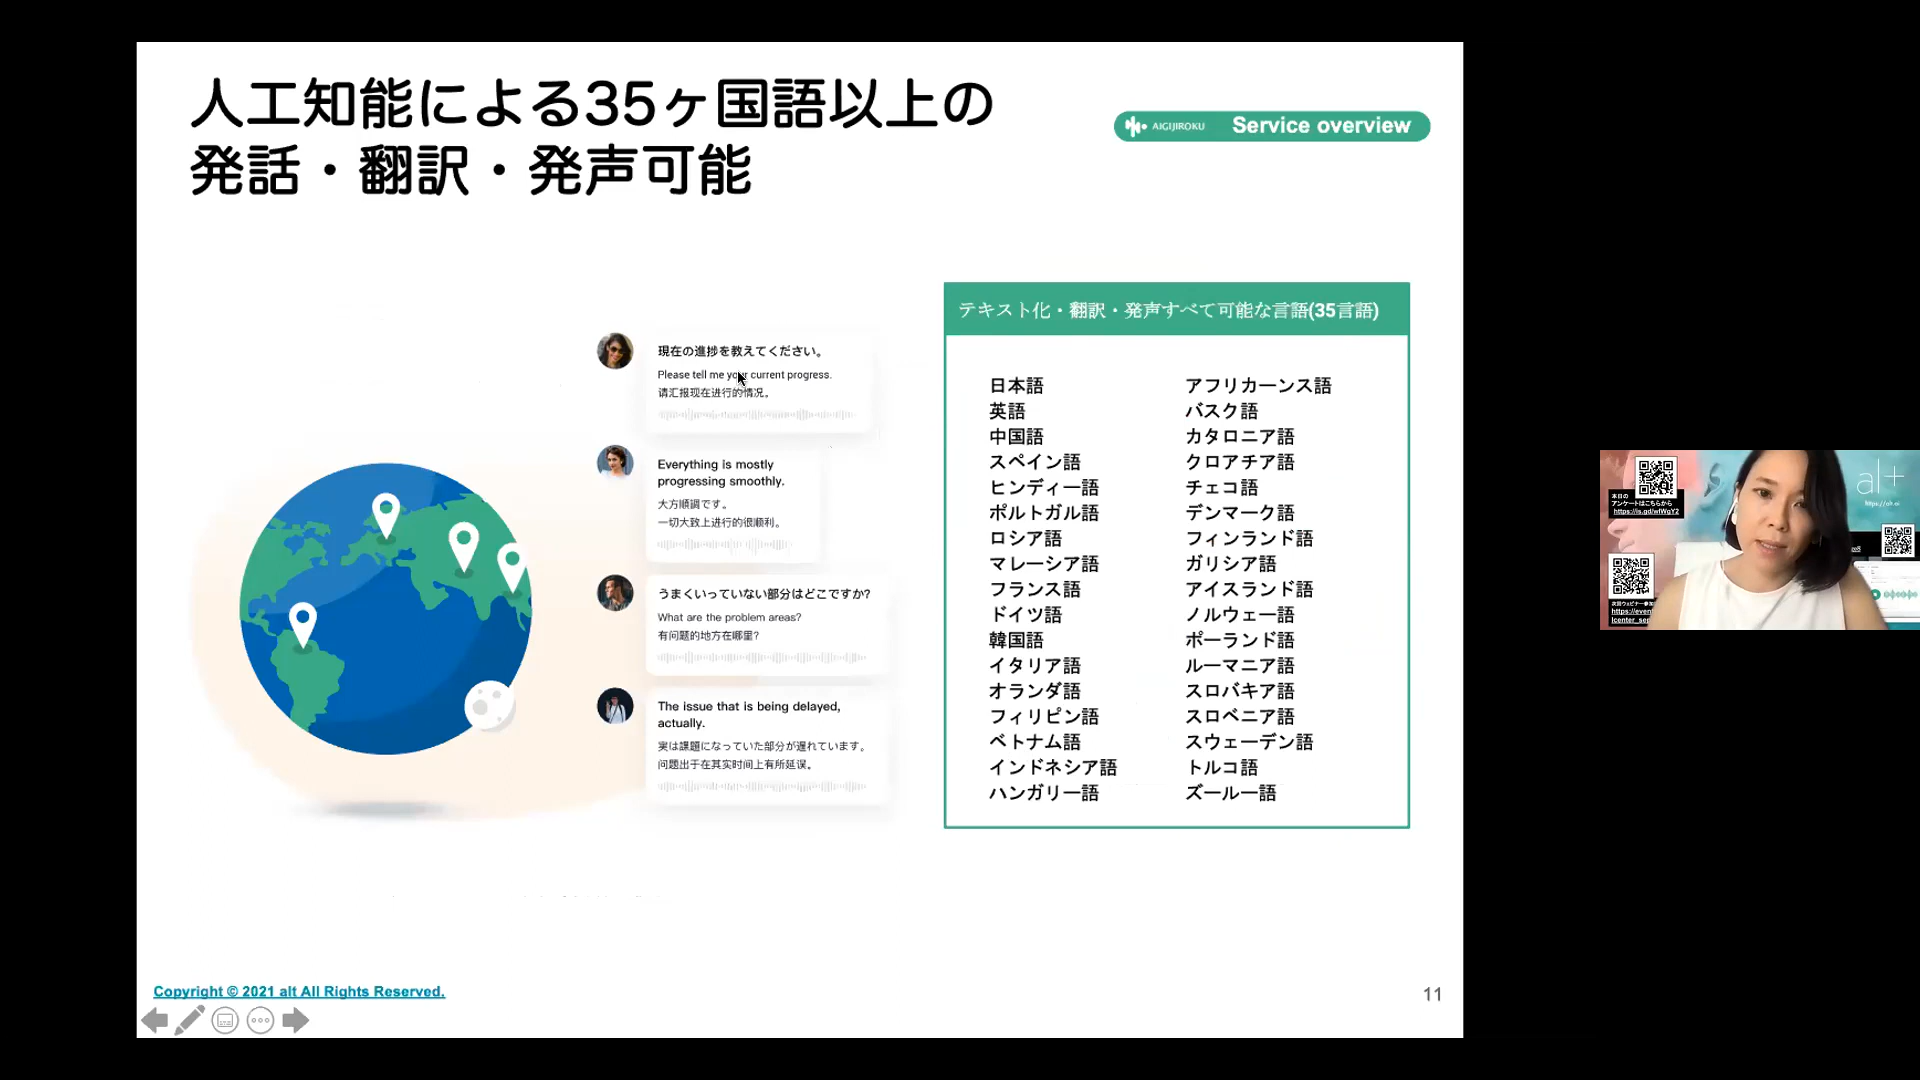 人工知能による35ヶ国語以上の
発話・翻訳・発声可能
AIGIJIROKU
Service overview
現在の進捗を教えてください。
Please tell me your current progress.
请汇报现在进行的情况。
Everything is mostly
progressing smoothly.
大方順調です。
一切大致上进行的很顺利。
うまくいっていない部分はどこですか?
What are the problem areas?
有问题的地方在哪里?
The issue that is being delayed,
actually.
実は課題になっていた部分が遅れています。
问题出于在其实时间上有所延误。
テキスト化・翻訳・発声すべて可能な言語(35言語)
日本語
英語
中国語
スペイン語
ヒンディー語
ポルトガル語
ロシア語
マレーシア語
フランス語
ドイツ語
韓国語
イタリア語
オランダ語
フィリピン語
ベトナム語
インドネシア語
ハンガリー語
アフリカーンス語
バスク語
カタロニア語
クロアチア語
チェコ語
デンマーク語
フィンランド語
ガリシア語
アイスランド語
ノルウェー語
ポーランド語
ルーマニア語
スロバキア語
スロベニア語
スウェーデン語
トルコ語
ズールー語
Copyright © 2021 alt All Rights Reserved.
11
本日の
アンケートはこちらから
alt